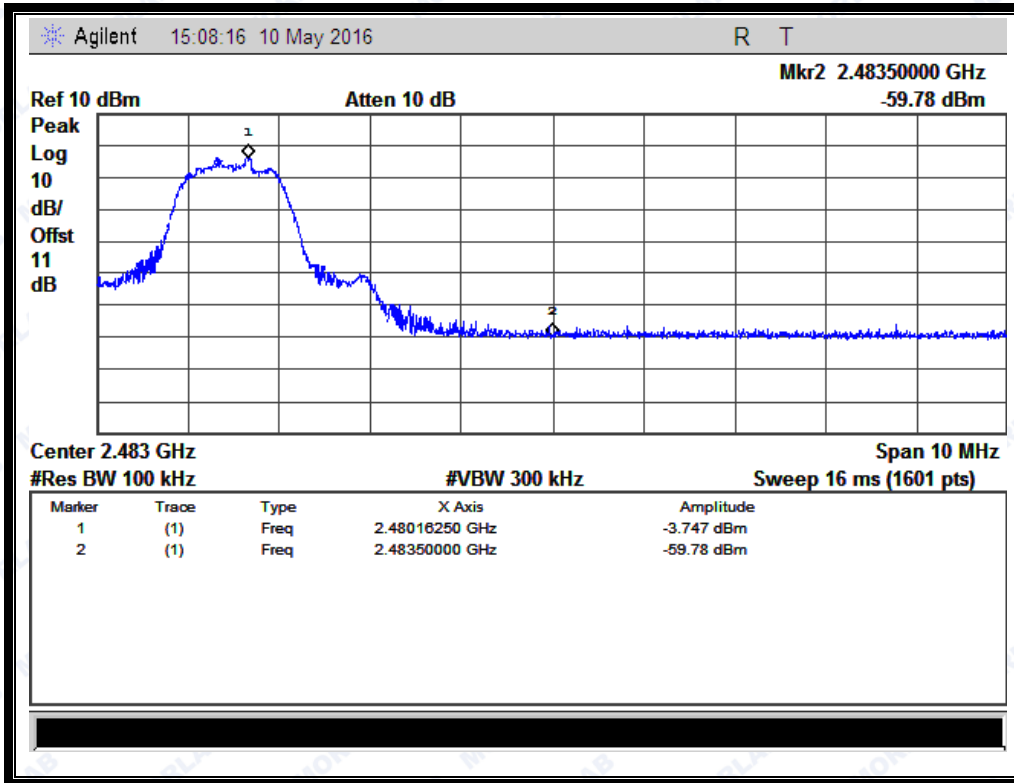 Agilent 15:08:16 10 May 2016 R T
Mkr2 2.48350000 GHz
Ref 10 dBm Atten 10 dB -59.78 dBm
Peak
Log
10
dB/
Offst
11
dB
1
2
Center 2.483 GHz Span 10 MHz
#Res BW 100 kHz #VBW 300 kHz Sweep 16 ms (1601 pts)
Marker Trace Type X Axis Amplitude
1 (1) Freq 2.48016250 GHz -3.747 dBm
2 (1) Freq 2.48350000 GHz -59.78 dBm